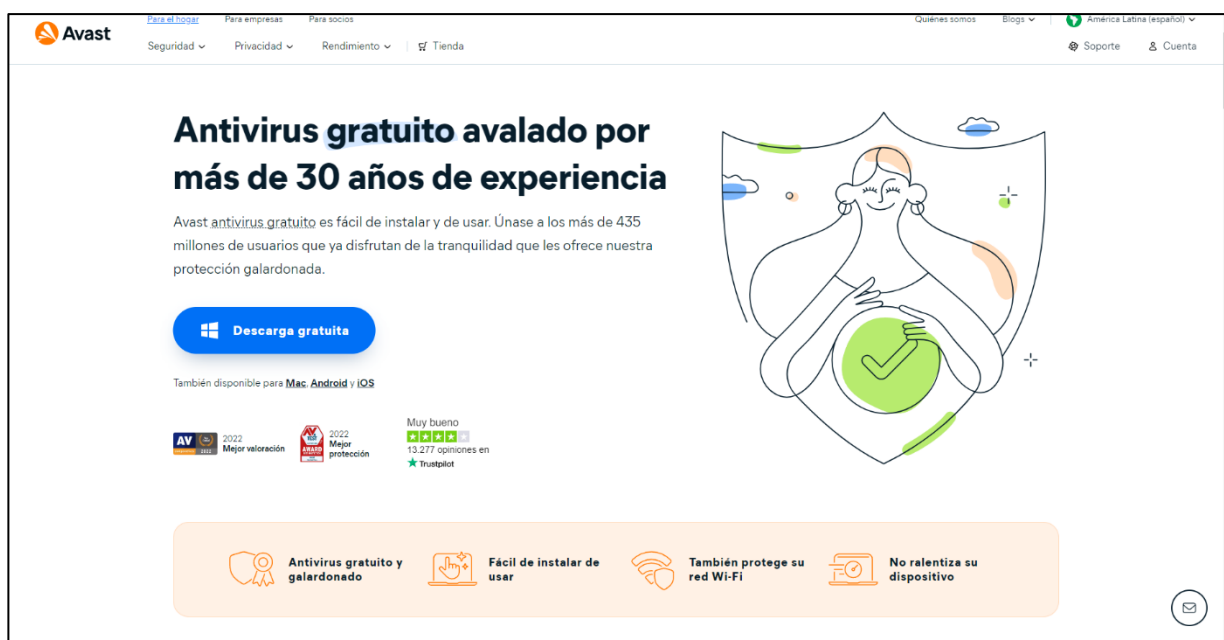 Avast
Para el hogar Para empresas Para socios
Quiénes somos Blogs América Latina (español)
Seguridad Privacidad Rendimiento Tienda
Soporte Cuenta
Antivirus gratuito avalado por
más de 30 años de experiencia
Avast antivirus gratuito es fácil de instalar y de usar. Únase a los más de 435
millones de usuarios que ya disfrutan de la tranquilidad que les ofrece nuestra
protección galardonada.
Descarga gratuita
También disponible para Mac, Android y iOS
AV
2022
2022
Mejor valoración
AV
AWARD
2022
Mejor
protección
Muy bueno
13.277 opiniones en
Trustpilot
Antivirus gratuito y
galardonado
Fácil de instalar de
usar
También protege su
red Wi-Fi
No ralentiza su
dispositivo